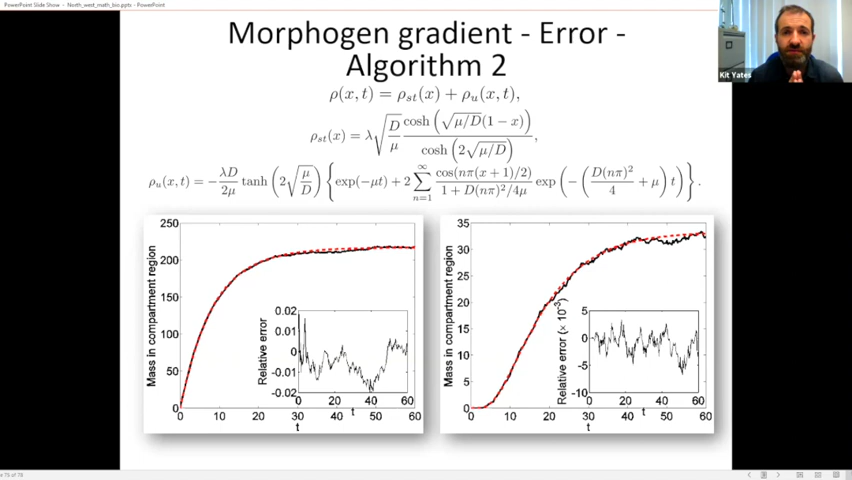 PowerPoint Slide Show - North_west_math_bio.pptx - PowerPoint
Morphogen gradient - Error -
Algorithm 2
Kit Yates
ρ(x, t) = ρ_st(x) + ρ_u(x, t),
ρ_st(x) = λ√(D/μ) cosh(√(μ/D)(1 − x)) / cosh(2√(μ/D)),
ρ_u(x, t) = −(λD/2μ) tanh(2√(μ/D)) {exp(−μt) + 2 ∑_{n=1}^{∞} cos(nπ(x + 1)/2) / (1 + D(nπ)²/4μ) exp(−(D(nπ)²/4 + μ) t)}.
Mass in compartment region
250
200
150
100
50
0
0 10 20 30 40 50 60
t
Relative error
0.02
0.01
0
-0.01
-0.02
0 20 40 60
t
Mass in compartment region
35
30
25
20
15
10
5
0
0 10 20 30 40 50 60
t
Relative error (× 10⁻³)
5
0
-5
-10
0 20 40 60
t